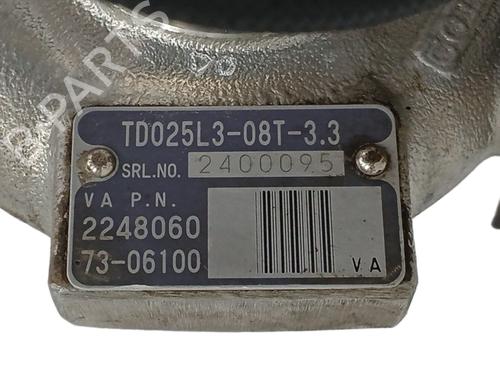 TD025L3-08T-3.3
SRL.NO. 2400095
VA P.N.
2248060
73-06100
VA